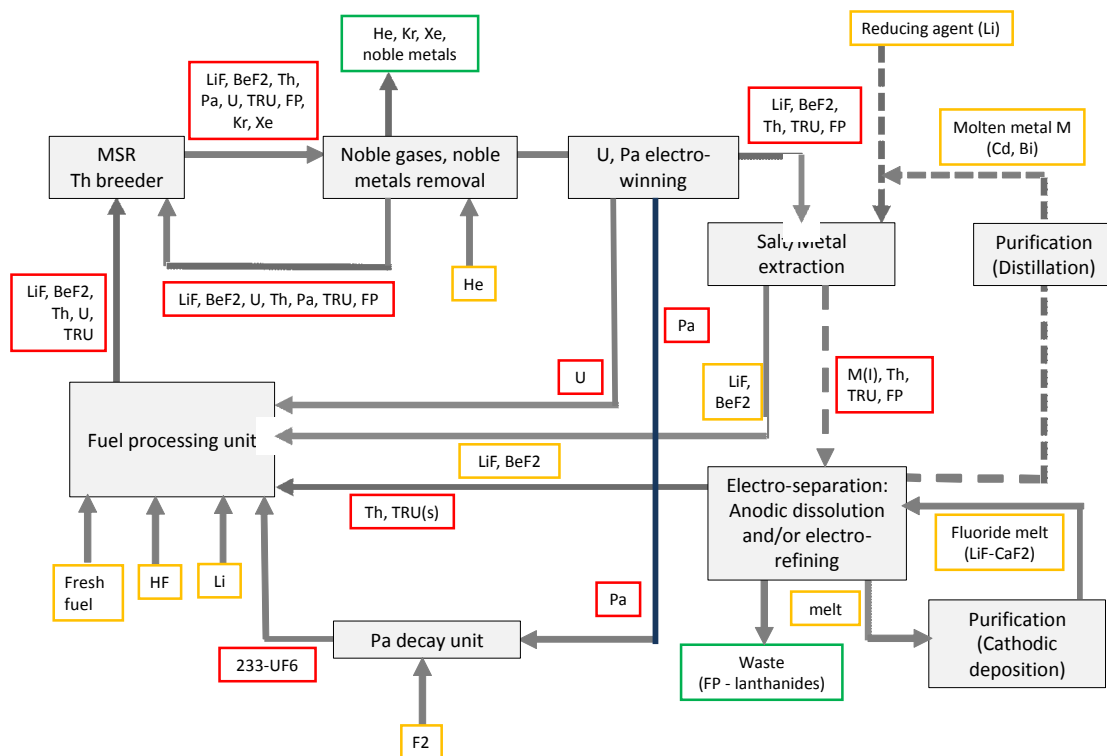 He, Kr, Xe,
noble metals
Reducing agent (Li)
LiF, BeF2, Th,
Pa, U, TRU, FP,
Kr, Xe
LiF, BeF2,
Th, TRU, FP
Molten metal M
(Cd, Bi)
MSR
Th breeder
Noble gases, noble
metals removal
U, Pa electro-
winning
Salt/Metal
extraction
Purification
(Distillation)
LiF, BeF2,
Th, U,
TRU
LiF, BeF2, U, Th, Pa, TRU, FP
He
Pa
U
LiF,
BeF2
M(I), Th,
TRU, FP
Fuel processing unit
LiF, BeF2
Th, TRU(s)
Electro-separation:
Anodic dissolution
and/or electro-
refining
Fluoride melt
(LiF-CaF2)
Fresh
fuel
HF
Li
Pa
melt
Pa decay unit
Purification
(Cathodic
deposition)
233-UF6
Waste
(FP - lanthanides)
F2